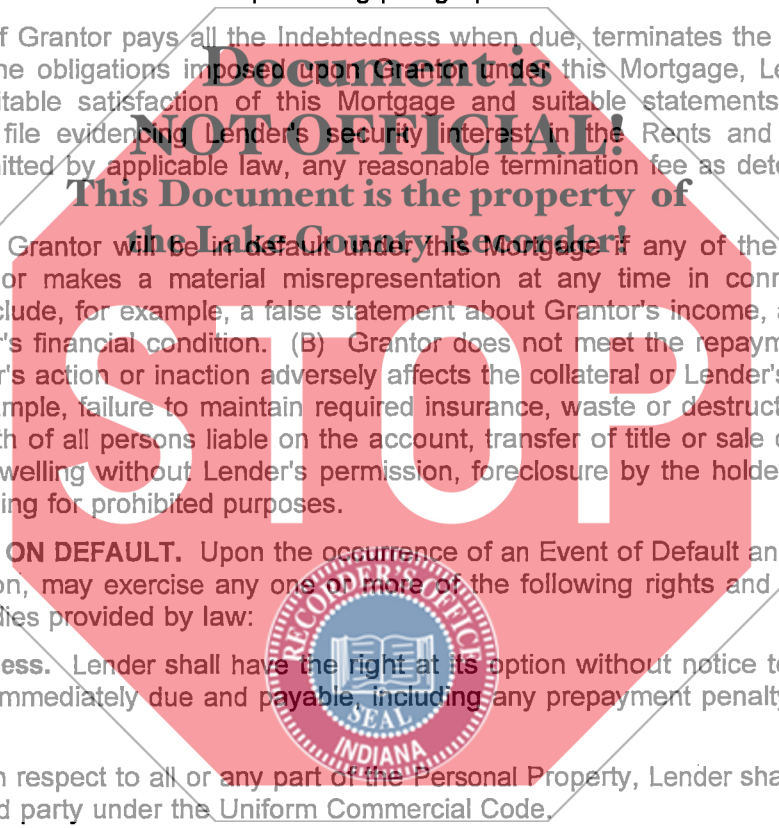 f Grantor pays all the Indebtedness when due, terminates the
Document is
ne obligations imposed upon Grantor under this Mortgage, Le
itable satisfaction of this Mortgage and suitable statements
NOT OFFICIAL!
file evidencing Lender's security interest in the Rents and
nitted by applicable law, any reasonable termination fee as dete
This Document is the property of
the Lake County Recorder!
Grantor will be in default under this Mortgage if any of the
or makes a material misrepresentation at any time in conn
clude, for example, a false statement about Grantor's income, a
r's financial condition. (B) Grantor does not meet the repaym
r's action or inaction adversely affects the collateral or Lender's
mple, failure to maintain required insurance, waste or destruct
th of all persons liable on the account, transfer of title or sale o
welling without Lender's permission, foreclosure by the holde
ing for prohibited purposes.
STOP
ON DEFAULT. Upon the occurrence of an Event of Default an
on, may exercise any one or more of the following rights and
dies provided by law:
RECORDER'S OFFICE
ess. Lender shall have the right at its option without notice to
immediately due and payable, including any prepayment penalty
SEAL
INDIANA
n respect to all or any part of the Personal Property, Lender sha
d party under the Uniform Commercial Code.